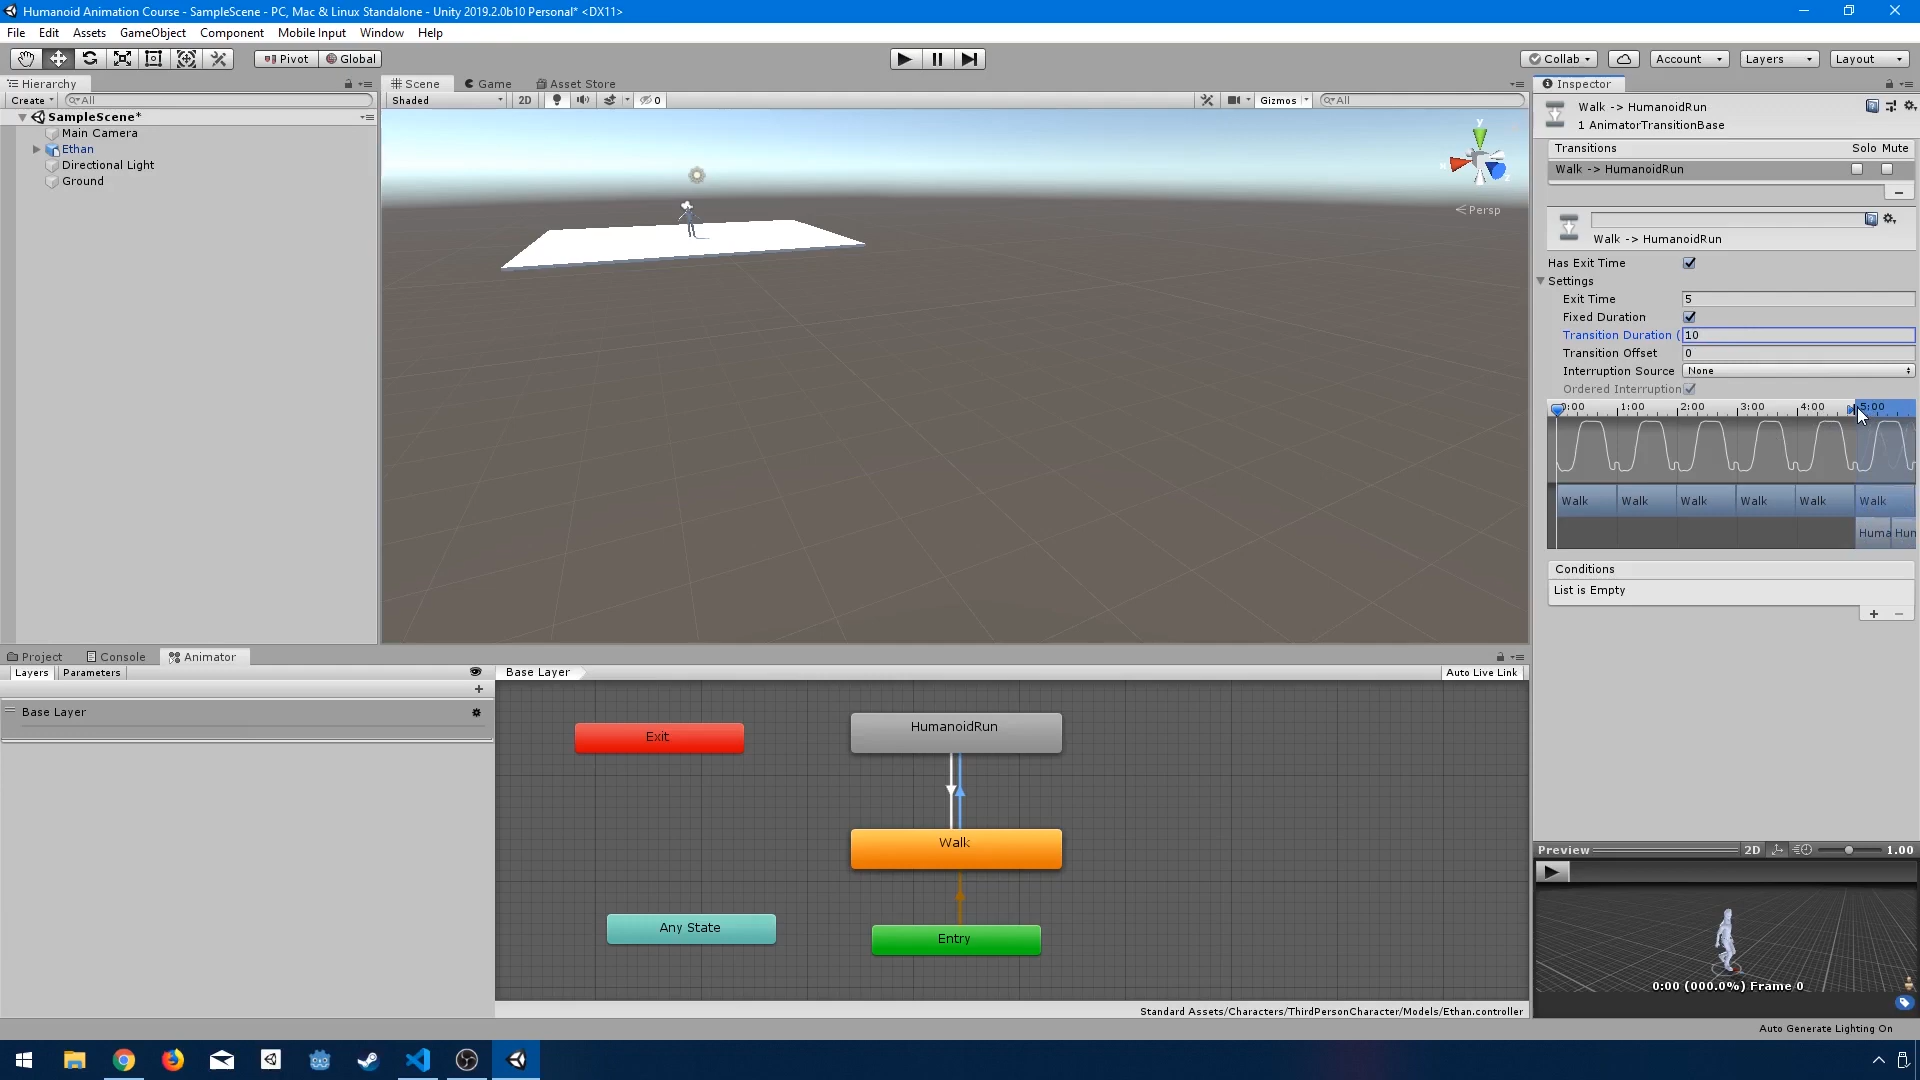 Humanoid Animation Course - SampleScene - PC, Mac & Linux Standalone - Unity 2019.2.0b10 Personal* <DX11>
File Edit Assets GameObject Component Mobile Input Window Help
Pivot Global Collab Account Layers Layout
Hierarchy
Create All
SampleScene*
Main Camera
Ethan
Directional Light
Ground
Scene Game Asset Store
Shaded 2D 0 Gizmos All
y
Persp
Inspector
Walk -> HumanoidRun
1 AnimatorTransitionBase
Transitions Solo Mute
Walk -> HumanoidRun
Walk -> HumanoidRun
Has Exit Time
Settings
Exit Time 5
Fixed Duration
Transition Duration ( 10
Transition Offset 0
Interruption Source None
Ordered Interruption
0:00 1:00 2:00 3:00 4:00 5:00
Walk Walk Walk Walk Walk Walk
Huma Hun
Conditions
List is Empty
Preview 2D 1.00
0:00 (000.0%) Frame 0
Project Console Animator
Layers Parameters
Base Layer
Base Layer Auto Live Link
Exit
HumanoidRun
Walk
Any State
Entry
Standard Assets/Characters/ThirdPersonCharacter/Models/Ethan.controller
Auto Generate Lighting On